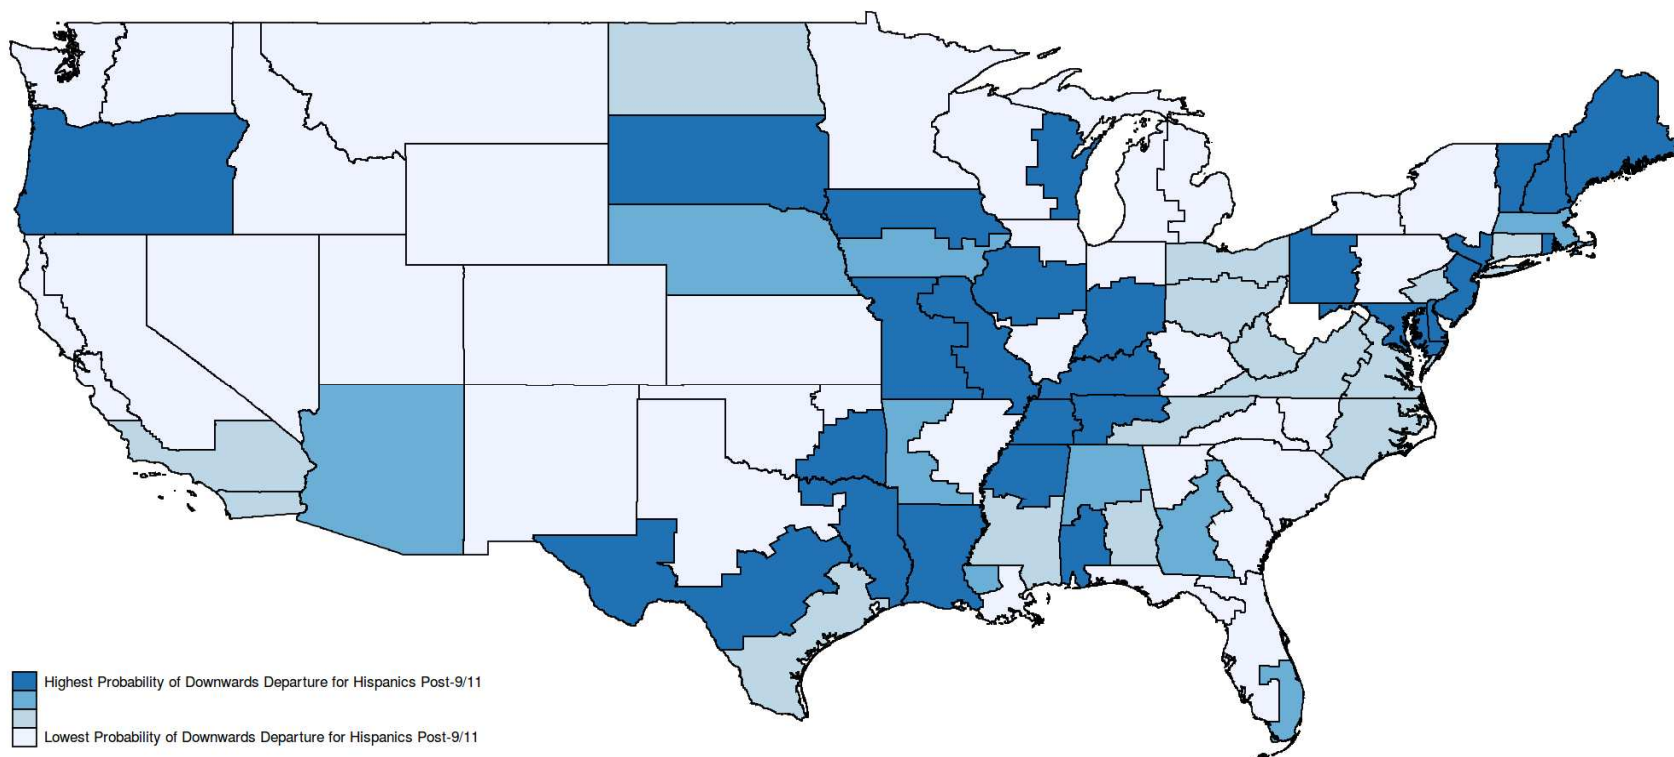 Highest Probability of Downwards Departure for Hispanics Post-9/11
Lowest Probability of Downwards Departure for Hispanics Post-9/11